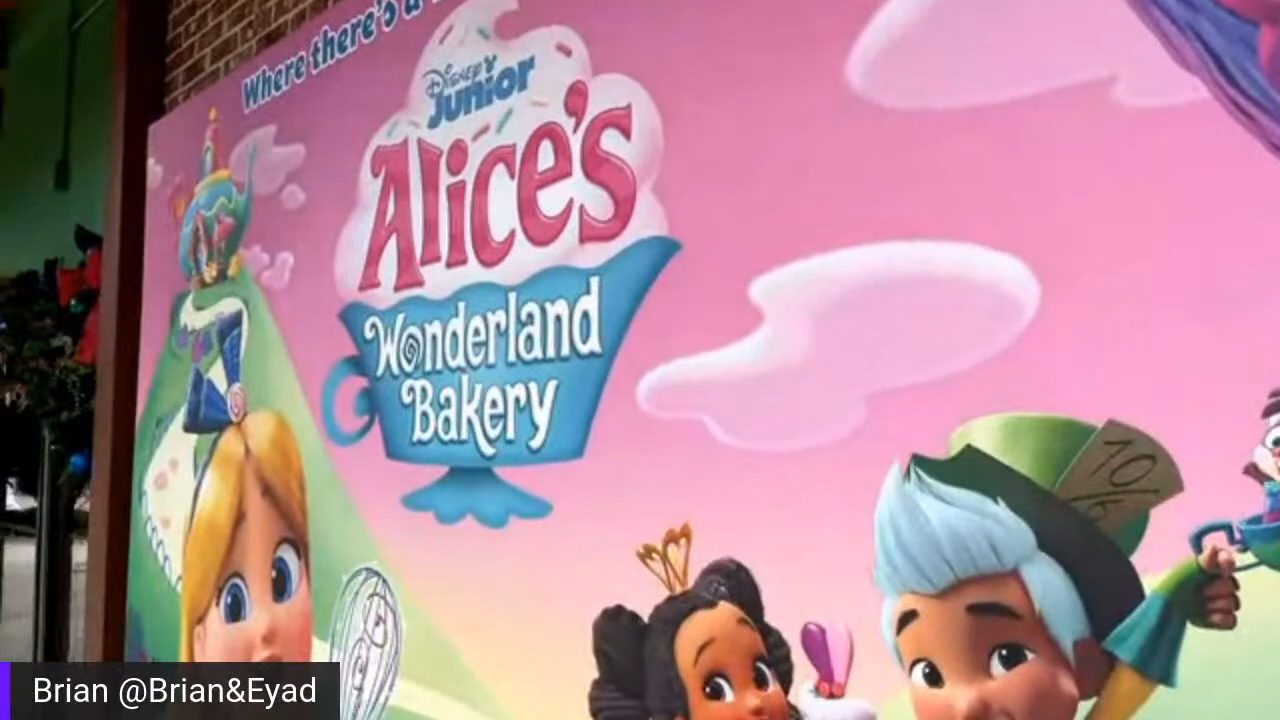 Where there's a
Disney
Junior
Alice's
Wonderland
Bakery
10/6
Brian @Brian&Eyad